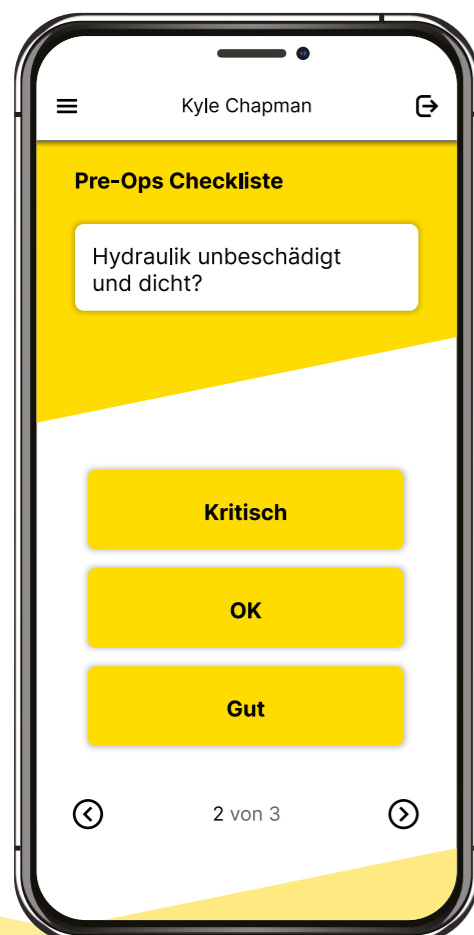 Kyle Chapman
Pre-Ops Checkliste
Hydraulik unbeschädigt
und dicht?
Kritisch
OK
Gut
2 von 3